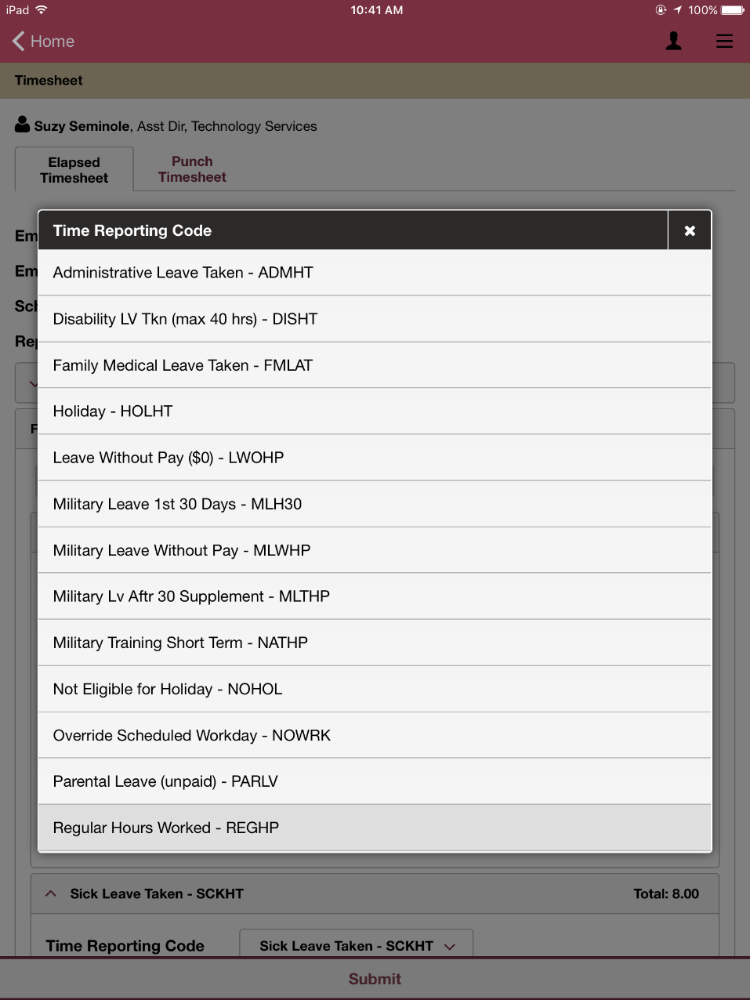 iPad 10:41 AM 100%
Home
Timesheet
Suzy Seminole, Asst Dir, Technology Services
Elapsed
Timesheet
Punch
Timesheet
Time Reporting Code
Administrative Leave Taken - ADMHT
Disability LV Tkn (max 40 hrs) - DISHT
Family Medical Leave Taken - FMLAT
Holiday - HOLHT
Leave Without Pay ($0) - LWOHP
Military Leave 1st 30 Days - MLH30
Military Leave Without Pay - MLWHP
Military Lv Aftr 30 Supplement - MLTHP
Military Training Short Term - NATHP
Not Eligible for Holiday - NOHOL
Override Scheduled Workday - NOWRK
Parental Leave (unpaid) - PARLV
Regular Hours Worked - REGHP
Sick Leave Taken - SCKHT Total: 8.00
Time Reporting Code Sick Leave Taken - SCKHT
Submit